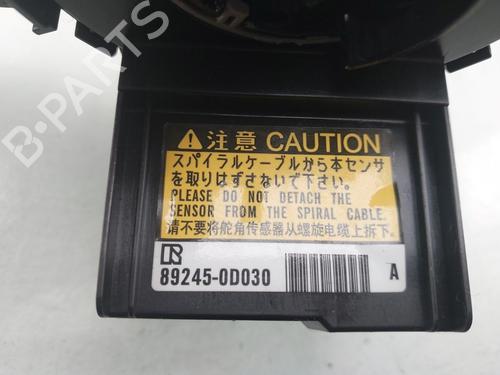 B-PARTS
注意 CAUTION
スパイラルケーブルから本センサ
を取りはずさないで下さい。
PLEASE DO NOT DETACH THE
SENSOR FROM THE SPIRAL CABLE.
请不要将舵角传感器从螺旋电缆上拆下.
89245-0D030 A